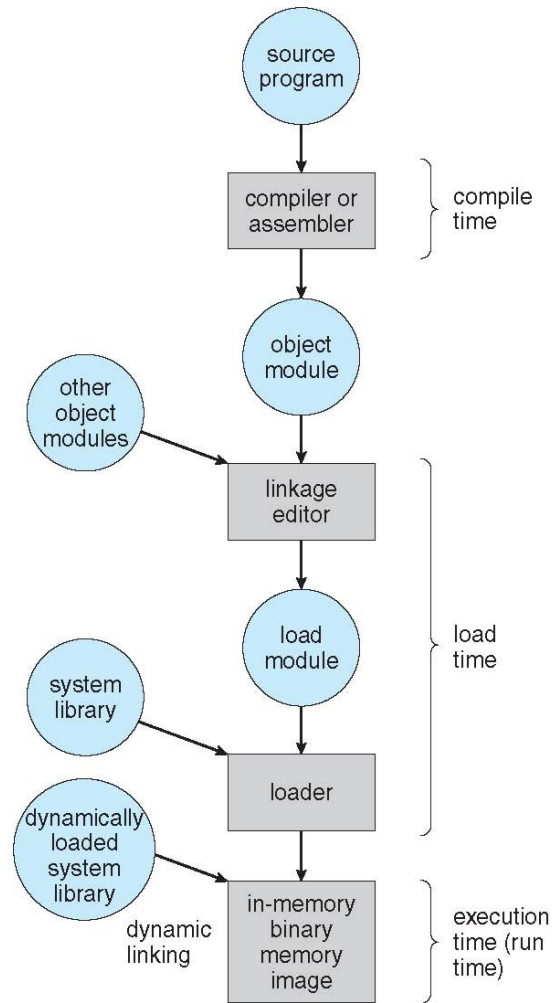 source
program
compiler or
assembler
compile
time
object
module
other
object
modules
linkage
editor
load
module
load
time
system
library
loader
dynamically
loaded
system
library
dynamic
linking
in-memory
binary
memory
image
execution
time (run
time)